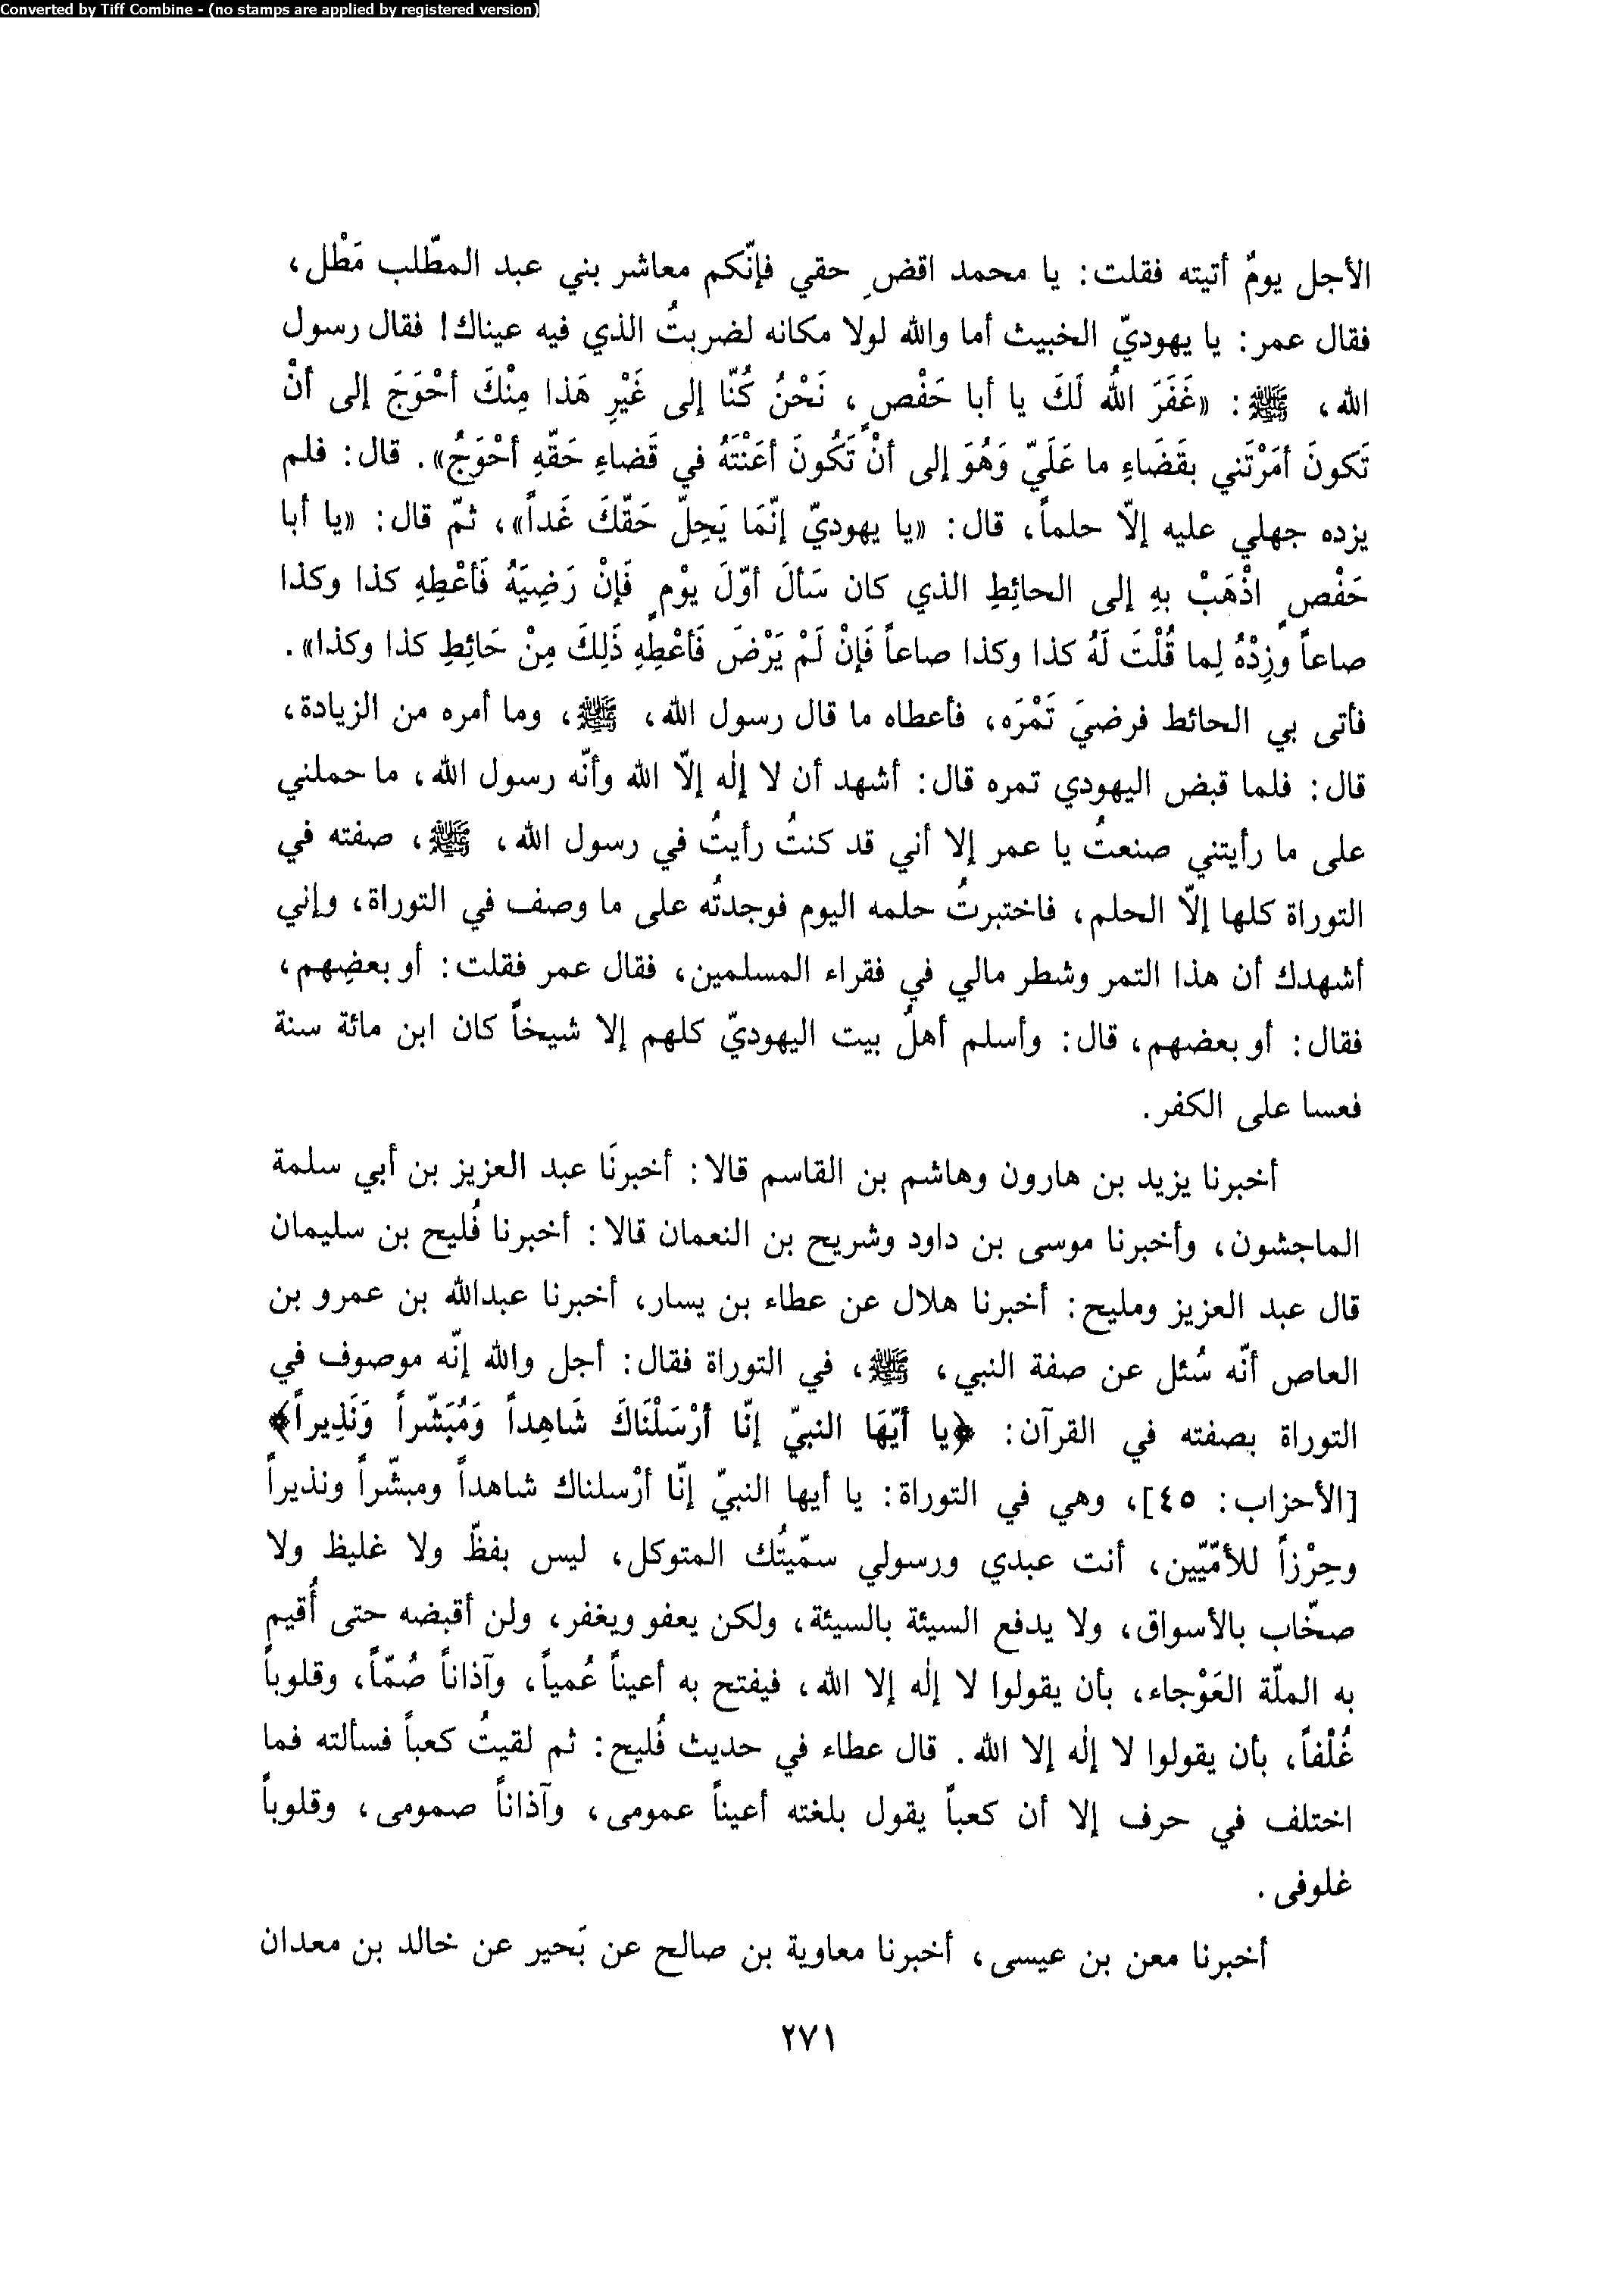 Converted by Tiff Combine - (no stamps are applied by registered version)
الأجل يومٌ أتيته فقلت: يا محمد اقضِ حقي فإنّكم معاشر بني عبد المطّلب مَطْل،
فقال عمر: يا يهوديّ الخبيث أما والله لولا مكانه لضربتُ الذي فيه عيناك! فقال رسول
الله، ﷺ: «غَفَرَ اللهُ لَكَ يا أبا حَفْصٍ، نَحْنُ كُنّا إلى غَيْرِ هَذا مِنْكَ أحْوَجَ إلى أنْ
تَكونَ أمَرْتَني بقَضَاءِ ما عَلَيّ وَهُوَ إلى أنْ تَكُونَ أعَنْتَهُ في قَضاءِ حَقّهِ أحْوَجُ». قال: فلم
يزده جهلي عليه إلاّ حلماً، قال: «يا يهوديّ إنّمَا يَحِلّ حَقّكَ غَداً»، ثمّ قال: «يا أبا
حَفْصٍ اذْهَبْ بهِ إلى الحائِطِ الذي كان سَألَ أوّلَ يوْمٍ فَإنْ رَضِيَهُ فَأعْطِهِ كذا وكذا
صاعاً وزِدْهُ لِما قُلْتَ لَهُ كذا وكذا صاعاً فَإنْ لَمْ يَرْضَ فَأعْطِهِ ذَلِكَ مِنْ حَائِطِ كذا وكذا».
فأتى بي الحائط فرضيَ تَمْرَه، فأعطاه ما قال رسول الله، ﷺ، وما أمره من الزيادة،
قال: فلما قبض اليهودي تمره قال: أشهد أن لا إلٰه إلاّ الله وأنّه رسول الله، ما حملني
على ما رأيتني صنعتُ يا عمر إلا أني قد كنتُ رأيتُ في رسول الله، ﷺ، صفته في
التوراة كلها إلاّ الحلم، فاختبرتُ حلمه اليوم فوجدتُه على ما وصف في التوراة، وإني
أشهدك أن هذا التمر وشطر مالي في فقراء المسلمين، فقال عمر فقلت: أو بعضِهم،
فقال: أو بعضهم، قال: وأسلم أهلُ بيت اليهوديّ كلهم إلا شيخاً كان ابن مائة سنة
فعسا على الكفر.
أخبرنا يزيد بن هارون وهاشم بن القاسم قالا: أخبرنَا عبد العزيز بن أبي سلمة
الماجشون، وأخبرنا موسى بن داود وشريح بن النعمان قالا: أخبرنا فُليح بن سليمان
قال عبد العزيز ومليح: أخبرنا هلال عن عطاء بن يسار، أخبرنا عبدالله بن عمرو بن
العاص أنّه سُئل عن صفة النبي، ﷺ، في التوراة فقال: أجل والله إنّه موصوف في
التوراة بصفته في القرآن: ﴿يا أيّهَا النبيّ إنّا أرْسَلْنَاكَ شَاهِداً وَمُبَشّراً وَنَذِيراً﴾
[الأحزاب: ٤٥]، وهي في التوراة: يا أيها النبيّ إنّا أرْسلناك شاهداً ومبشّراً ونذيراً
وحِرْزاً للأمّيّين، أنت عبدي ورسولي سمّيتُك المتوكل، ليس بفظّ ولا غليظ ولا
صخّاب بالأسواق، ولا يدفع السيئة بالسيئة، ولكن يعفو ويغفر، ولن أقبضه حتى أُقيم
به الملّة العَوْجاء، بأن يقولوا لا إلٰه إلا الله، فيفتح به أعيناً عُمياً، وآذاناً صُمّاً، وقلوباً
غُلْفاً، بأن يقولوا لا إلٰه إلا الله. قال عطاء في حديث فُليح: ثم لقيتُ كعباً فسألته فما
اختلف في حرف إلا أن كعباً يقول بلغته أعيناً عمومى، وآذاناً صمومى، وقلوباً
غلوفى.
أخبرنا معن بن عيسى، أخبرنا معاوية بن صالح عن بَحير عن خالد بن معدان
٢٧١